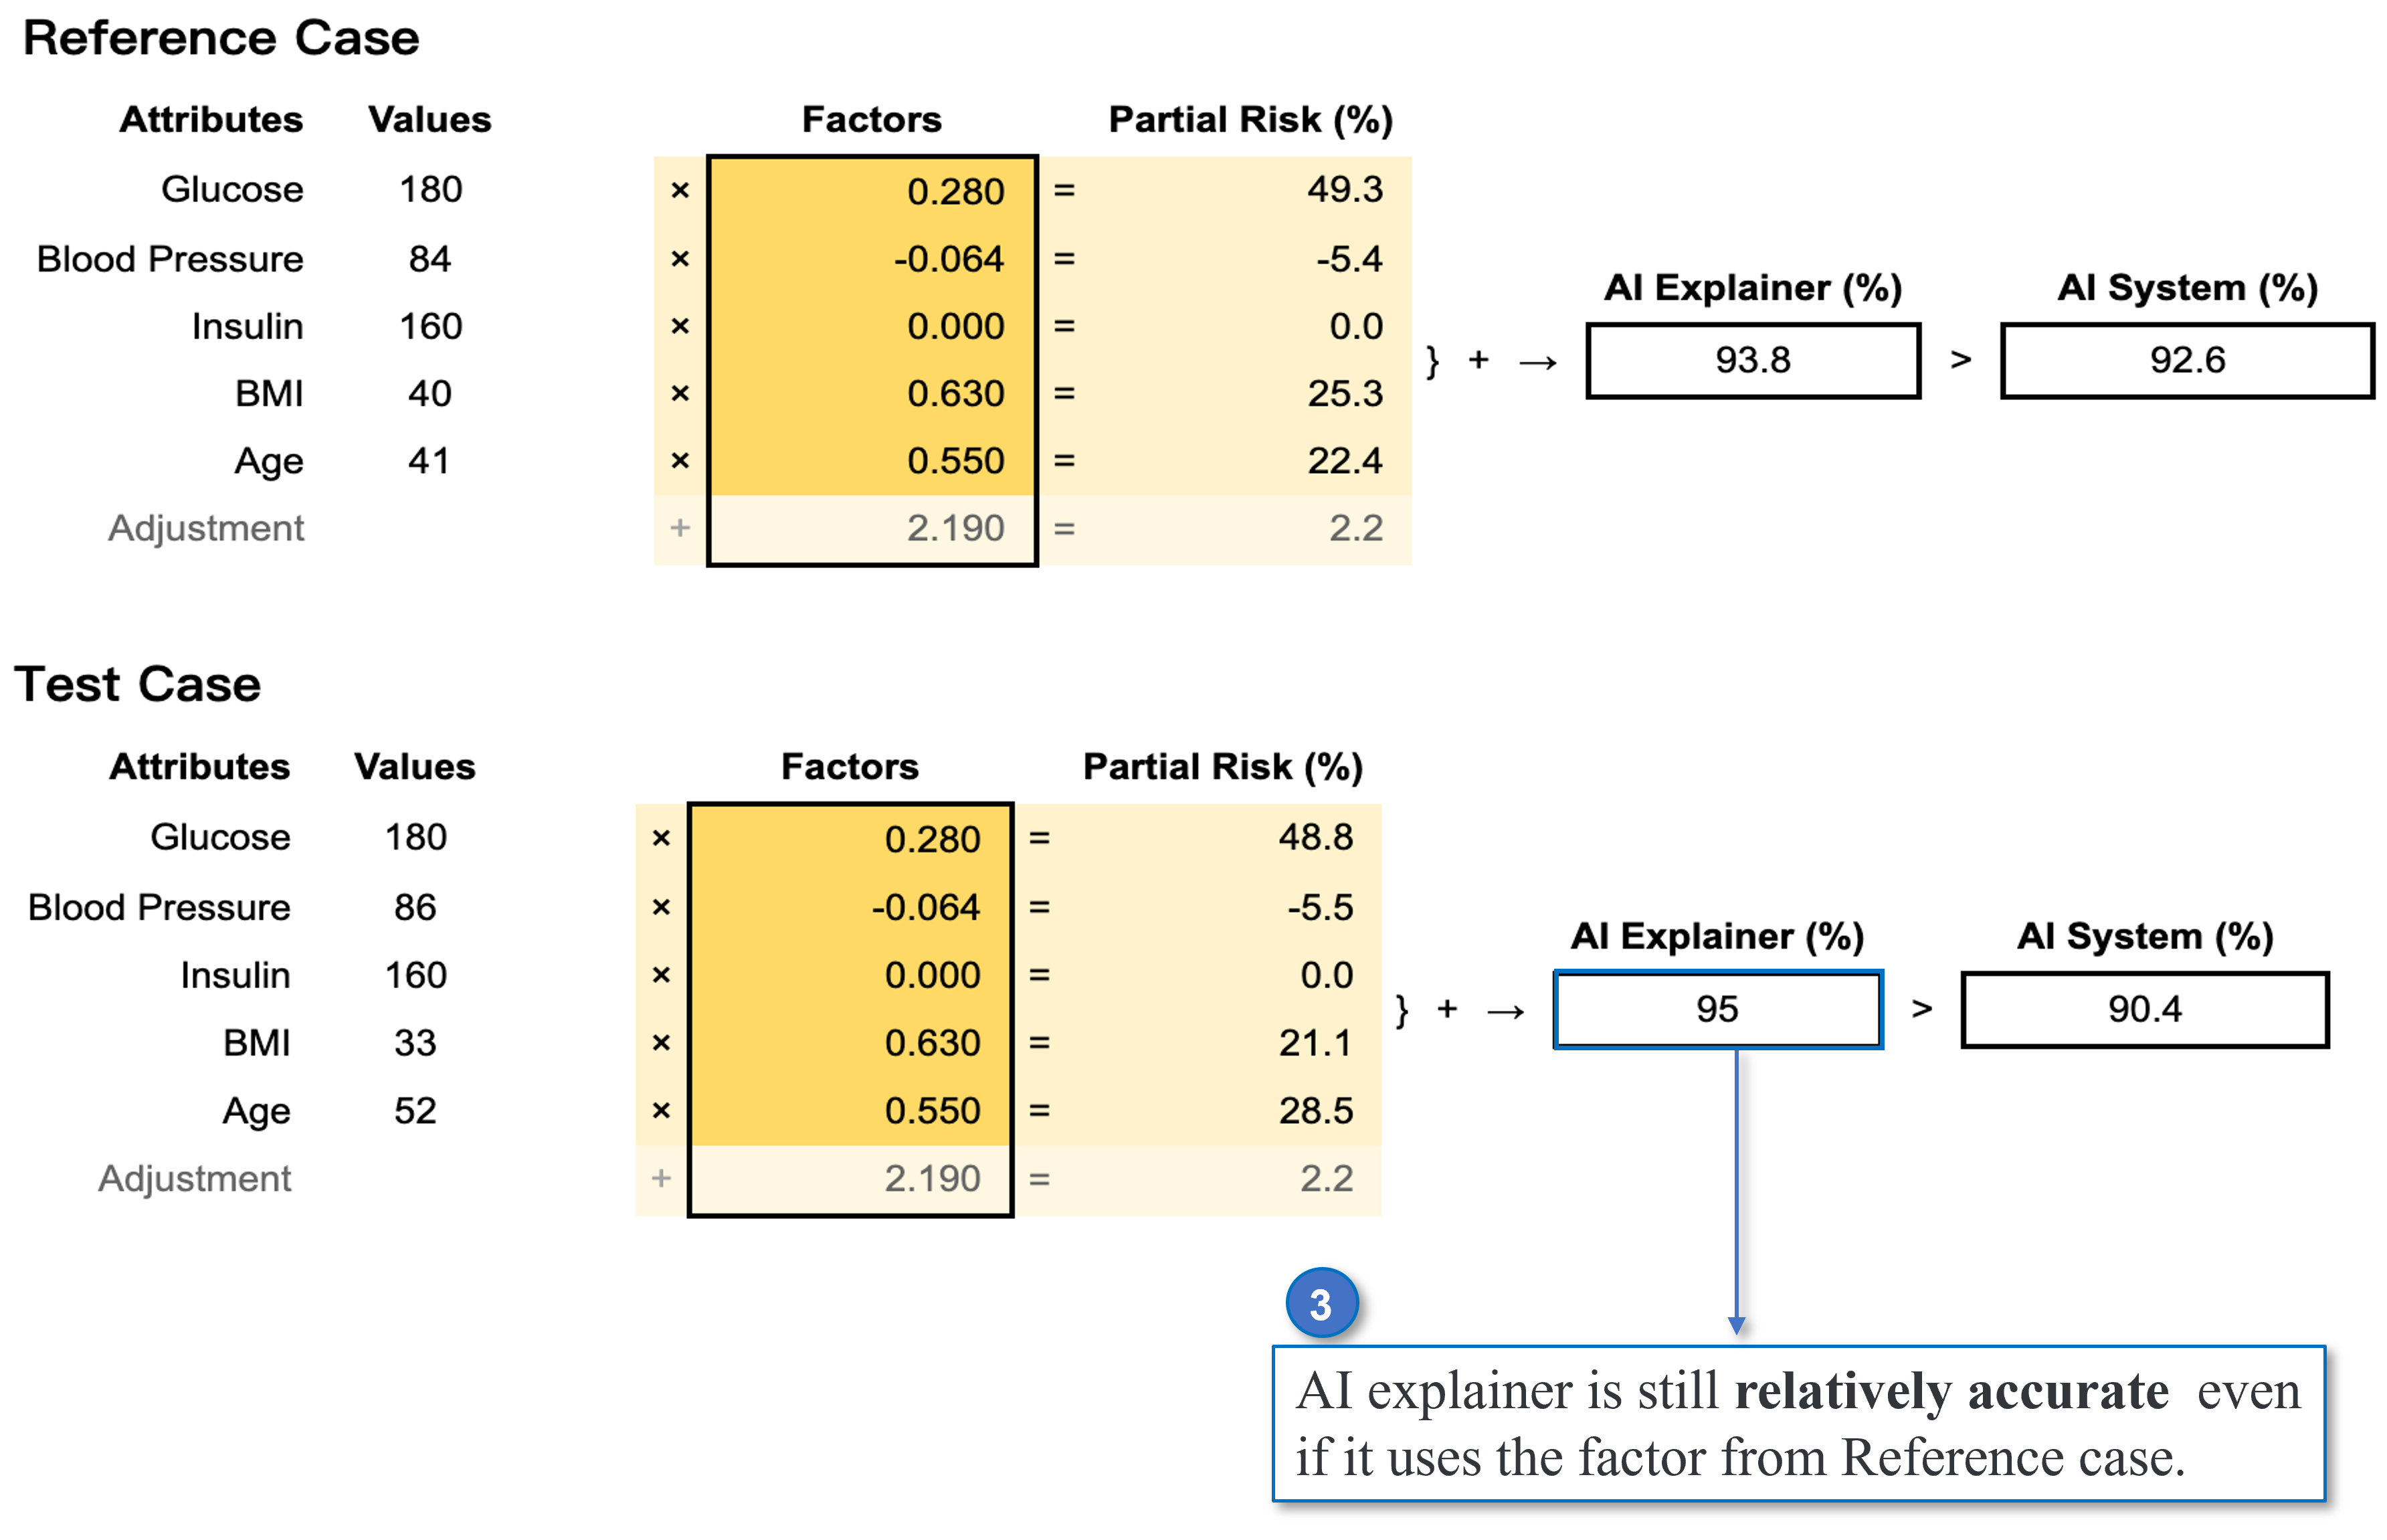 Reference Case
Attributes Values Factors Partial Risk (%)
Glucose 180 × 0.280 = 49.3
Blood Pressure 84 × -0.064 = -5.4
AI Explainer (%) AI System (%)
Insulin 160 × 0.000 = 0.0
} + → 93.8 > 92.6
BMI 40 × 0.630 = 25.3
Age 41 × 0.550 = 22.4
Adjustment + 2.190 = 2.2
Test Case
Attributes Values Factors Partial Risk (%)
Glucose 180 × 0.280 = 48.8
Blood Pressure 86 × -0.064 = -5.5
AI Explainer (%) AI System (%)
Insulin 160 × 0.000 = 0.0
} + → 95 > 90.4
BMI 33 × 0.630 = 21.1
Age 52 × 0.550 = 28.5
Adjustment + 2.190 = 2.2
3
AI explainer is still relatively accurate even
if it uses the factor from Reference case.